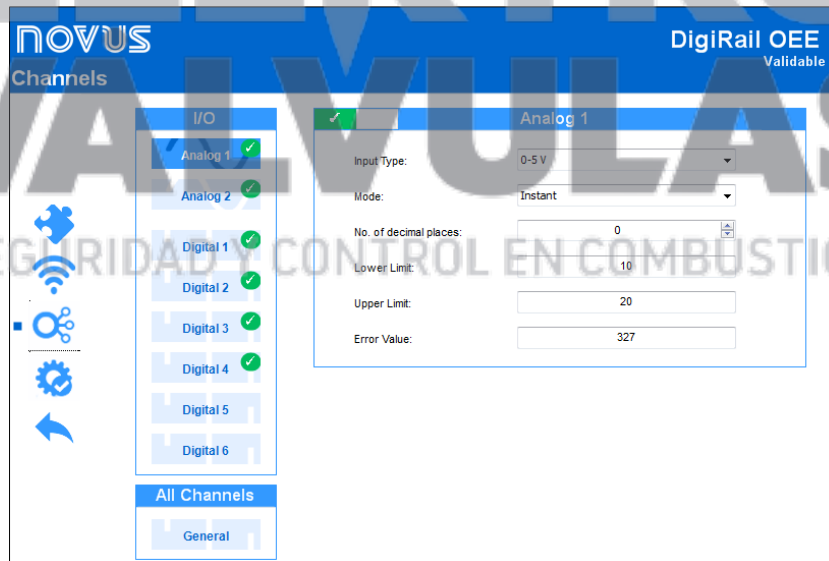 novus
DigiRail OEE
Validable
Channels
I/O
Analog 1
Analog 2
Digital 1
Digital 2
Digital 3
Digital 4
Digital 5
Digital 6
All Channels
General
Analog 1
Input Type: 0-5 V
Mode: Instant
No. of decimal places: 0
Lower Limit: 10
Upper Limit: 20
Error Value: 327
VALVULAS
SEGURIDAD Y CONTROL EN COMBUSTIO